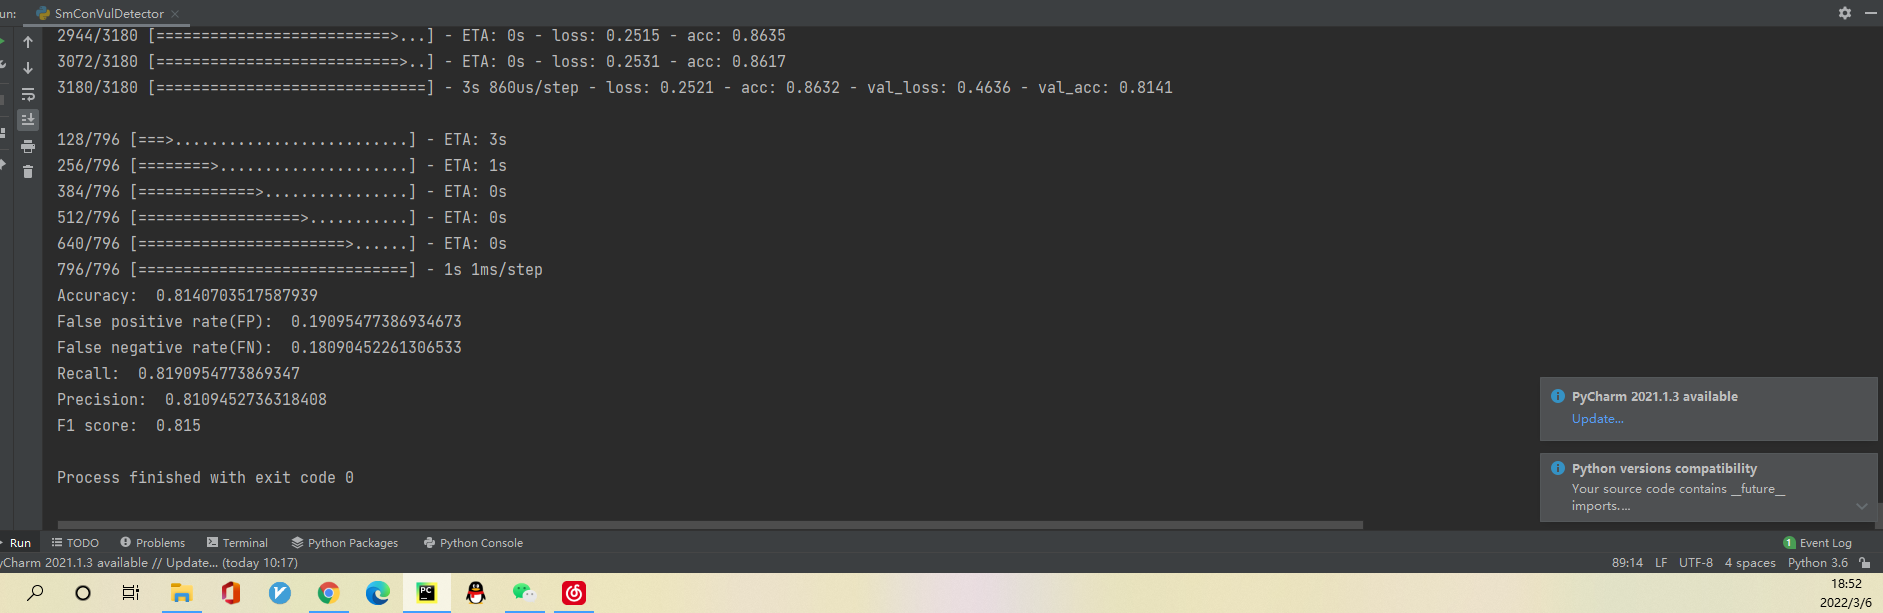 un: SmConVulDetector
2944/3180 [==========================>...] - ETA: 0s - loss: 0.2515 - acc: 0.8635
3072/3180 [===========================>..] - ETA: 0s - loss: 0.2531 - acc: 0.8617
3180/3180 [==============================] - 3s 860us/step - loss: 0.2521 - acc: 0.8632 - val_loss: 0.4636 - val_acc: 0.8141
128/796 [===>..........................] - ETA: 3s
256/796 [========>.....................] - ETA: 1s
384/796 [=============>................] - ETA: 0s
512/796 [==================>...........] - ETA: 0s
640/796 [=======================>......] - ETA: 0s
796/796 [==============================] - 1s 1ms/step
Accuracy:  0.8140703517587939
False positive rate(FP):  0.19095477386934673
False negative rate(FN):  0.18090452261306533
Recall:  0.8190954773869347
Precision:  0.8109452736318408
F1 score:  0.815
Process finished with exit code 0
PyCharm 2021.1.3 available
Update...
Python versions compatibility
Your source code contains __future__
imports....
Run TODO Problems Terminal Python Packages Python Console 1 Event Log
yCharm 2021.1.3 available // Update... (today 10:17) 89:14 LF UTF-8 4 spaces Python 3.6
PC
18:52
2022/3/6